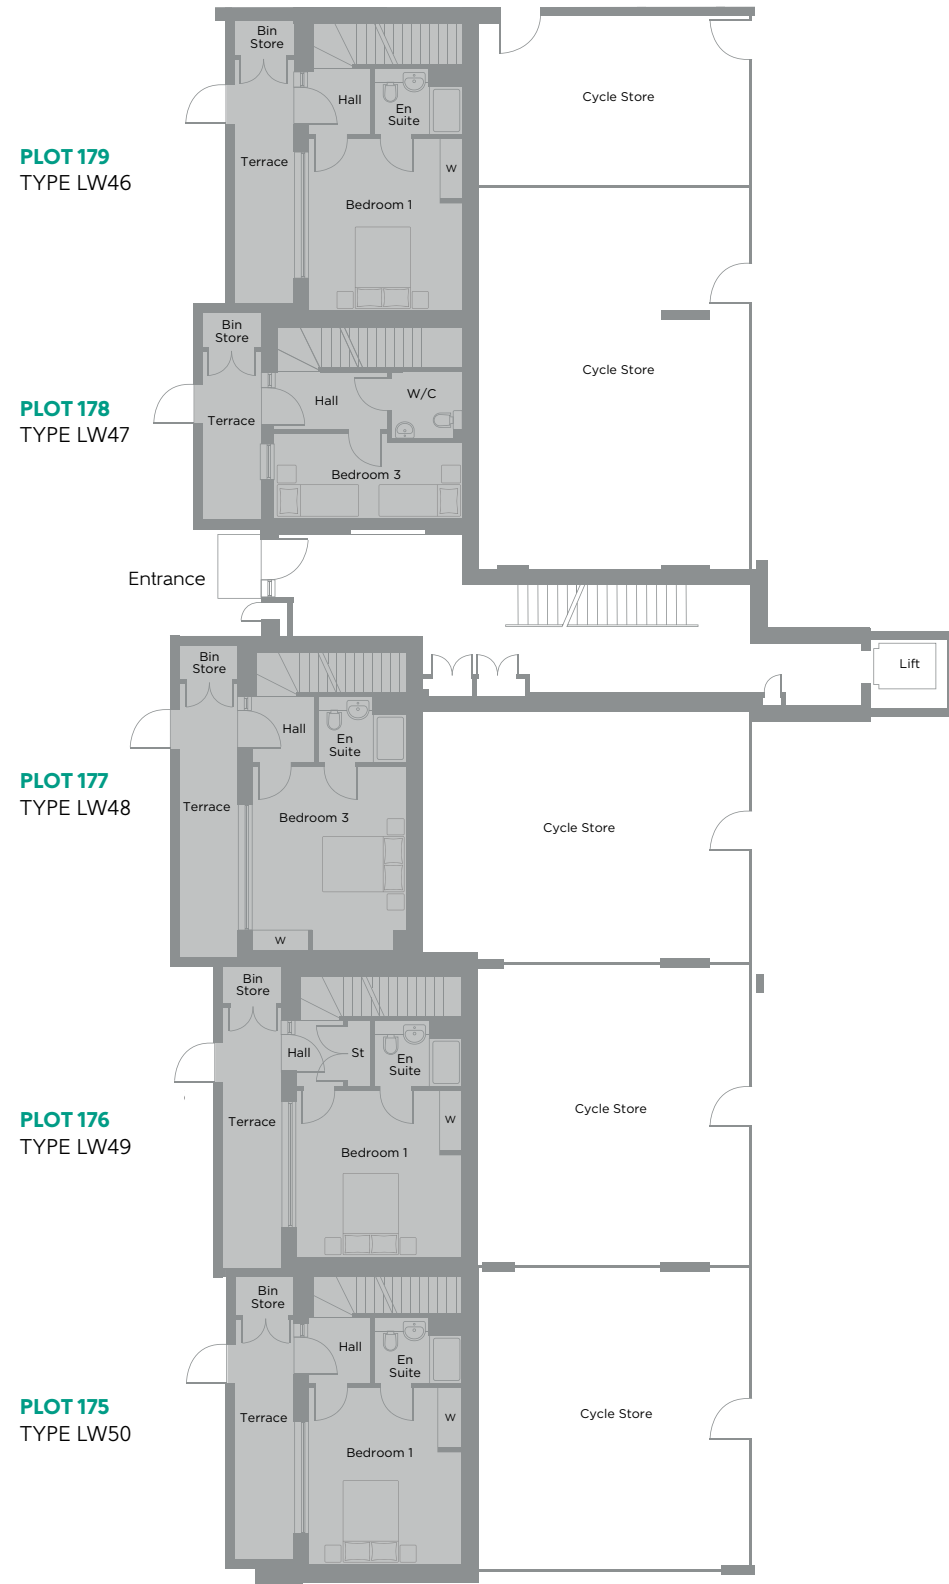 Bin
Store
Hall
En
Suite
Cycle Store
PLOT 179
TYPE LW46
Terrace
W
Bedroom 1
Bin
Store
Cycle Store
PLOT 178
TYPE LW47
Terrace
Hall
W/C
Bedroom 3
Entrance
Bin
Store
Lift
Hall
En
Suite
PLOT 177
TYPE LW48
Terrace
Bedroom 3
Cycle Store
W
Bin
Store
Hall
St
En
Suite
PLOT 176
TYPE LW49
Terrace
W
Bedroom 1
Cycle Store
Bin
Store
Hall
En
Suite
PLOT 175
TYPE LW50
Terrace
W
Bedroom 1
Cycle Store